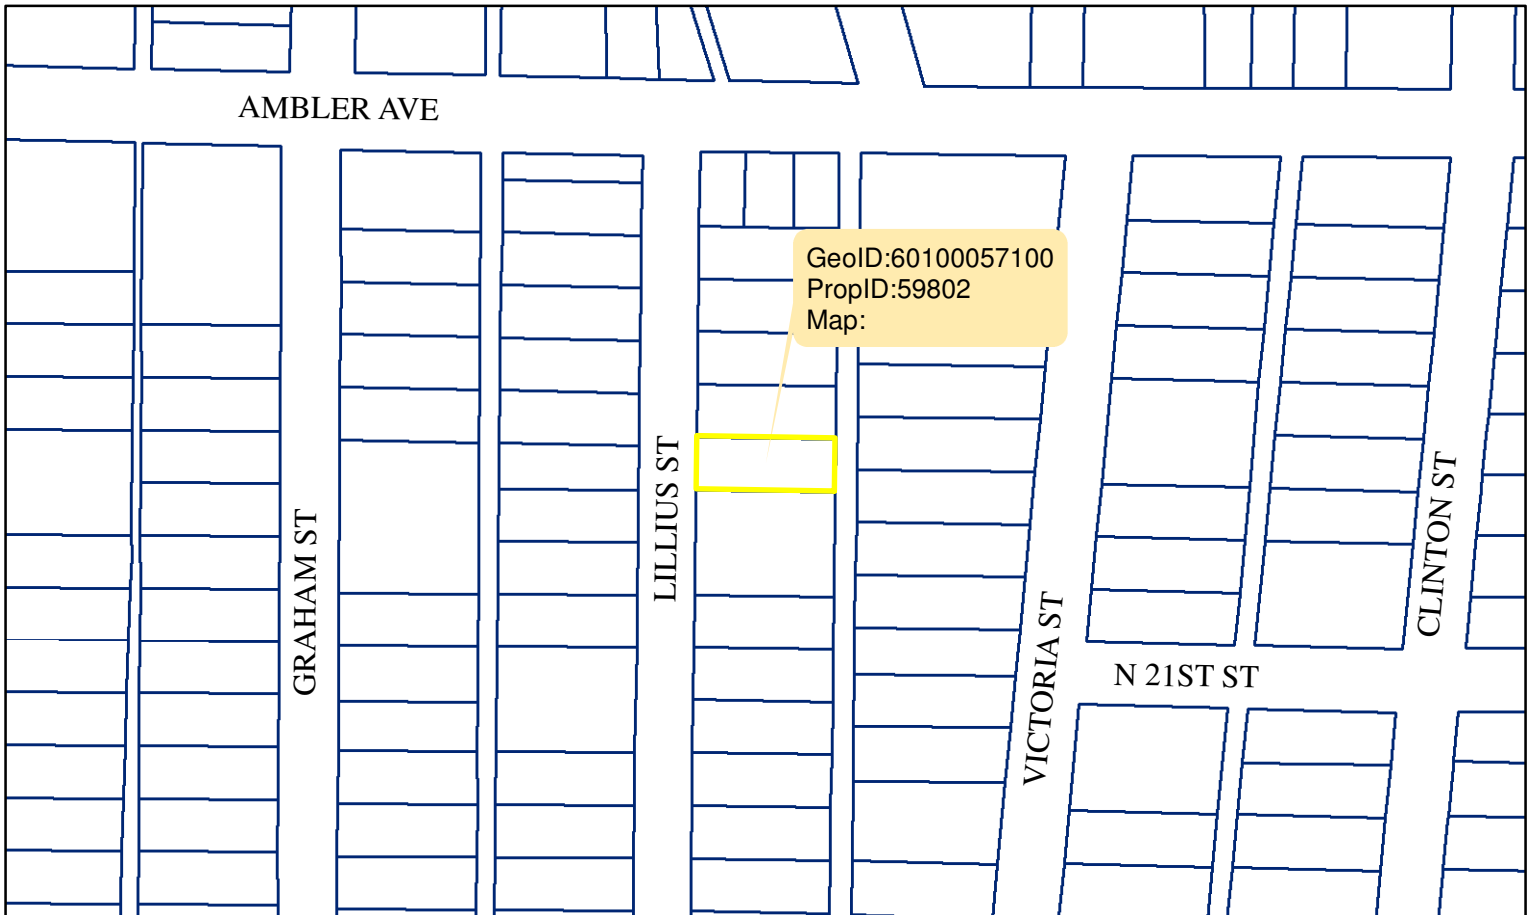 AMBLER AVE
GeoID:60100057100
PropID:59802
Map:
LILLIUS ST
GRAHAM ST
CLINTON ST
VICTORIA ST
N 21ST ST